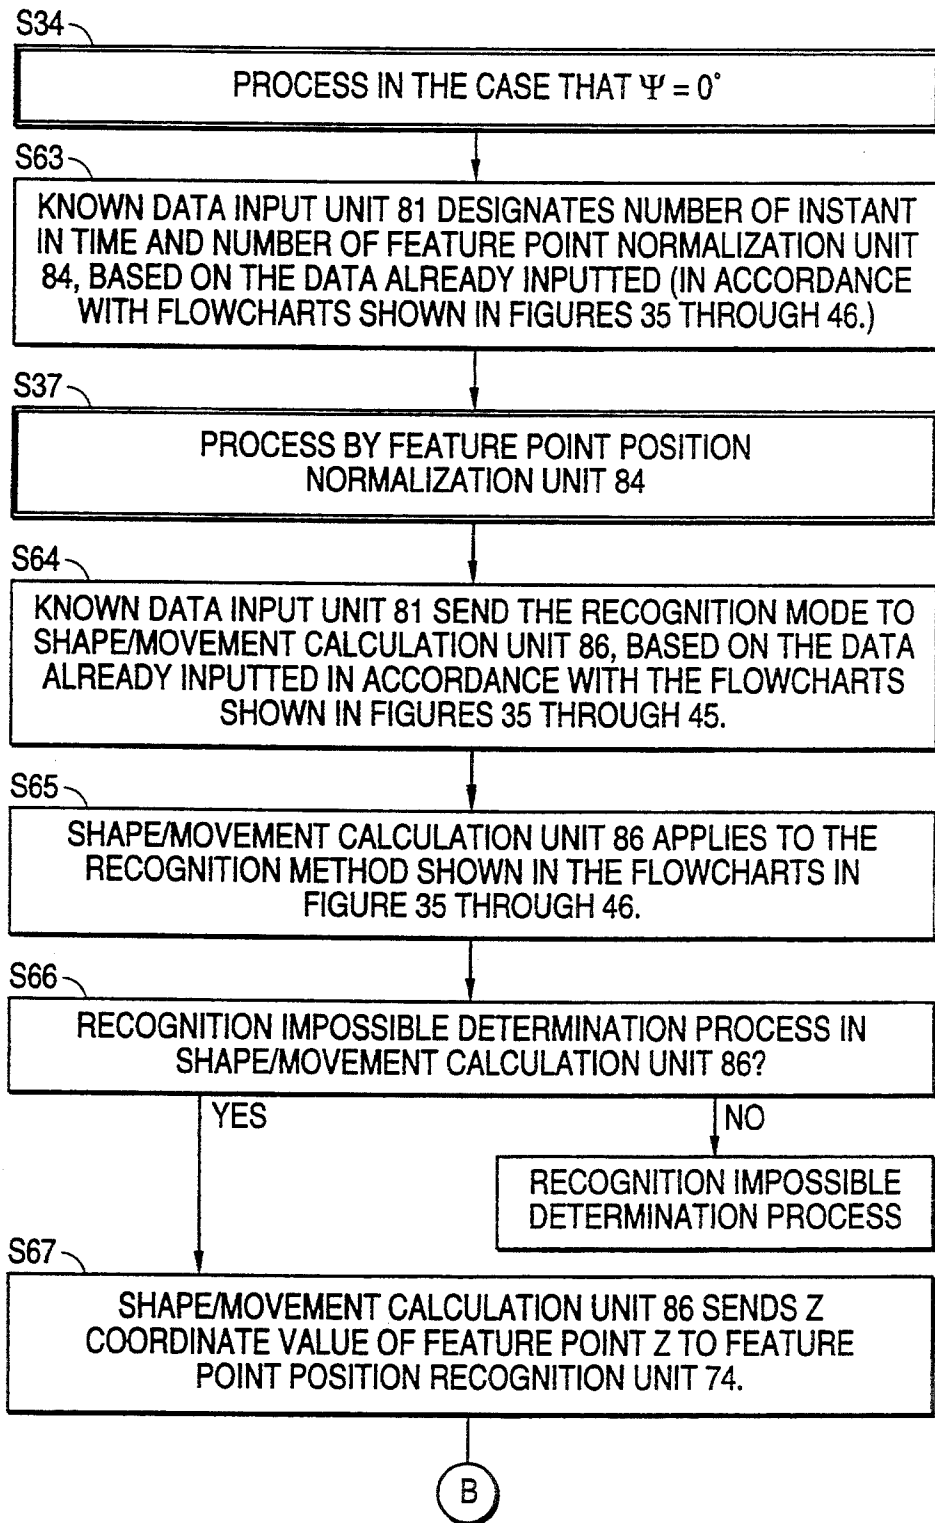 S34
PROCESS IN THE CASE THAT Ψ = 0°
S63
KNOWN DATA INPUT UNIT 81 DESIGNATES NUMBER OF INSTANT
IN TIME AND NUMBER OF FEATURE POINT NORMALIZATION UNIT
84, BASED ON THE DATA ALREADY INPUTTED (IN ACCORDANCE
WITH FLOWCHARTS SHOWN IN FIGURES 35 THROUGH 46.)
S37
PROCESS BY FEATURE POINT POSITION
NORMALIZATION UNIT 84
S64
KNOWN DATA INPUT UNIT 81 SEND THE RECOGNITION MODE TO
SHAPE/MOVEMENT CALCULATION UNIT 86, BASED ON THE DATA
ALREADY INPUTTED IN ACCORDANCE WITH THE FLOWCHARTS
SHOWN IN FIGURES 35 THROUGH 45.
S65
SHAPE/MOVEMENT CALCULATION UNIT 86 APPLIES TO THE
RECOGNITION METHOD SHOWN IN THE FLOWCHARTS IN
FIGURE 35 THROUGH 46.
S66
RECOGNITION IMPOSSIBLE DETERMINATION PROCESS IN
SHAPE/MOVEMENT CALCULATION UNIT 86?
YES
NO
RECOGNITION IMPOSSIBLE
DETERMINATION PROCESS
S67
SHAPE/MOVEMENT CALCULATION UNIT 86 SENDS Z
COORDINATE VALUE OF FEATURE POINT Z TO FEATURE
POINT POSITION RECOGNITION UNIT 74.
B